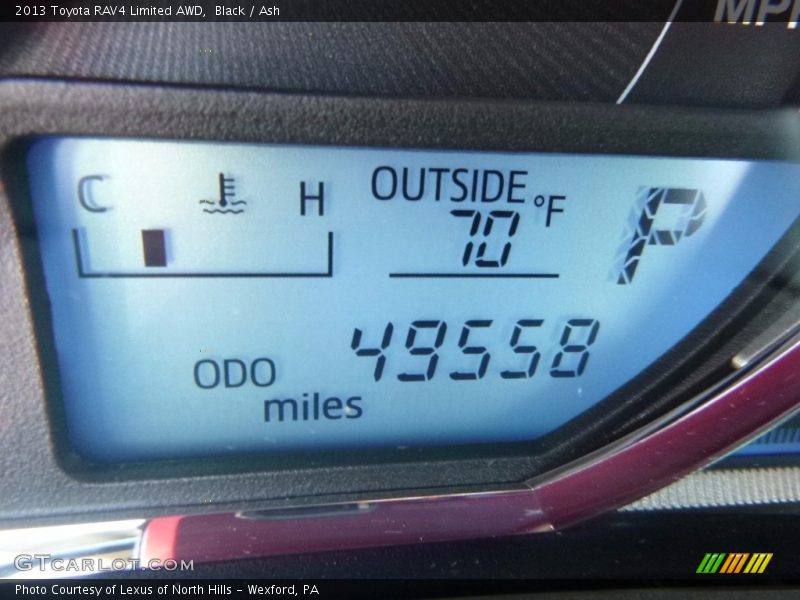 2013 Toyota RAV4 Limited AWD,  Black / Ash
MPH
C H OUTSIDE
70 °F P
ODO 49558
miles
GTCARLOT.COM
Photo Courtesy of Lexus of North Hills - Wexford, PA